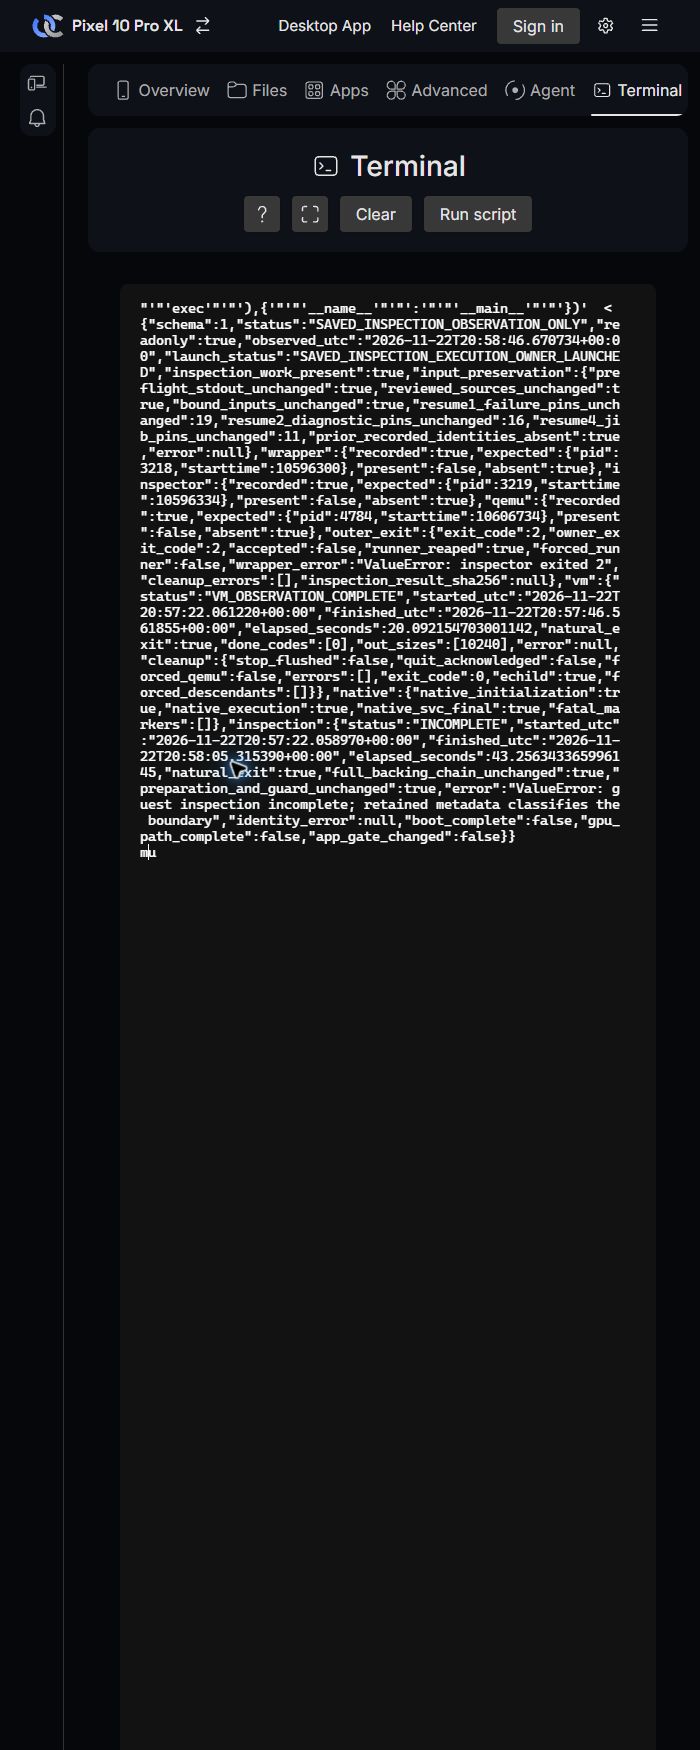 Pixel 10 Pro XL
Desktop App
Help Center
Sign in
Overview
Files
Apps
Advanced
Agent
Terminal
Terminal
?
Clear
Run script
"'"'exec'"'"'),{'"'"'__name__'"'"':'"'"'__main__'"'"'})'  <
{"schema":1,"status":"SAVED_INSPECTION_OBSERVATION_ONLY","re
adonly":true,"observed_utc":"2026-11-22T20:58:46.670734+00:0
0","launch_status":"SAVED_INSPECTION_EXECUTION_OWNER_LAUNCHE
D","inspection_work_present":true,"input_preservation":{"pre
flight_stdout_unchanged":true,"reviewed_sources_unchanged":t
rue,"bound_inputs_unchanged":true,"resume1_failure_pins_unch
anged":19,"resume2_diagnostic_pins_unchanged":16,"resume4_ji
b_pins_unchanged":11,"prior_recorded_identities_absent":true
,"error":null},"wrapper":{"recorded":true,"expected":{"pid":
3218,"starttime":10596300},"present":false,"absent":true},"i
nspector":{"recorded":true,"expected":{"pid":3219,"starttime
":10596334},"present":false,"absent":true},"qemu":{"recorded
":true,"expected":{"pid":4784,"starttime":10606734},"present
":false,"absent":true},"outer_exit":{"exit_code":2,"owner_ex
it_code":2,"accepted":false,"runner_reaped":true,"forced_run
ner":false,"wrapper_error":"ValueError: inspector exited 2",
"cleanup_errors":[],"inspection_result_sha256":null},"vm":{"
status":"VM_OBSERVATION_COMPLETE","started_utc":"2026-11-22T
20:57:22.061220+00:00","finished_utc":"2026-11-22T20:57:46.5
61855+00:00","elapsed_seconds":20.092154703001142,"natural_e
xit":true,"done_codes":[0],"out_sizes":[10240],"error":null,
"cleanup":{"stop_flushed":false,"quit_acknowledged":false,"f
orced_qemu":false,"errors":[],"exit_code":0,"echild":true,"f
orced_descendants":[]}},"native":{"native_initialization":tr
ue,"native_execution":true,"native_svc_final":true,"fatal_ma
rkers":[]},"inspection":{"status":"INCOMPLETE","started_utc"
:"2026-11-22T20:57:22.058970+00:00","finished_utc":"2026-11-
22T20:58:05.315390+00:00","elapsed_seconds":43.2563433659961
45,"natural_exit":true,"full_backing_chain_unchanged":true,"
preparation_and_guard_unchanged":true,"error":"ValueError: g
uest inspection incomplete; retained metadata classifies the
 boundary","identity_error":null,"boot_complete":false,"gpu_
path_complete":false,"app_gate_changed":false}}
mu